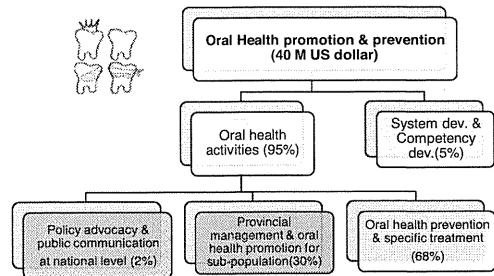 Oral Health promotion & prevention
(40 M US dollar)
Oral health
activities (95%)
System dev. &
Competency
dev.(5%)
Policy advocacy &
public communication
at national level (2%)
Provincial
management & oral
health promotion for
sub-population(30%)
Oral health prevention
& specific treatment
(68%)